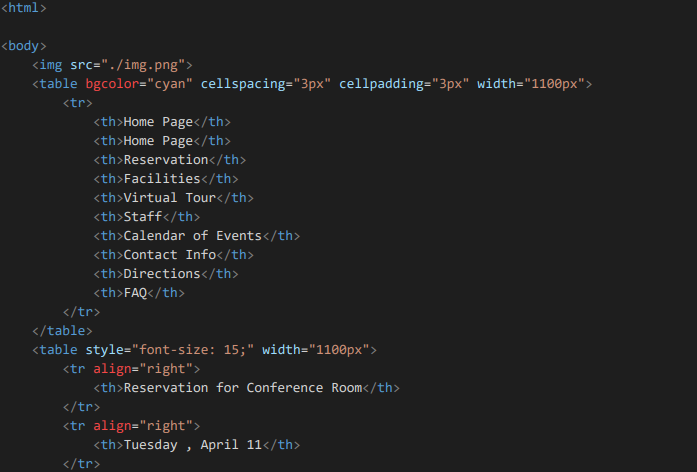 <html>
<body>
<img src="./img.png">
<table bgcolor="cyan" cellspacing="3px" cellpadding="3px" width="1100px">
<tr>
<th>Home Page</th>
<th>Home Page</th>
<th>Reservation</th>
<th>Facilities</th>
<th>Virtual Tour</th>
<th>Staff</th>
<th>Calendar of Events</th>
<th>Contact Info</th>
<th>Directions</th>
<th>FAQ</th>
</tr>
</table>
<table style="font-size: 15;" width="1100px">
<tr align="right">
<th>Reservation for Conference Room</th>
</tr>
<tr align="right">
<th>Tuesday , April 11</th>
</tr>